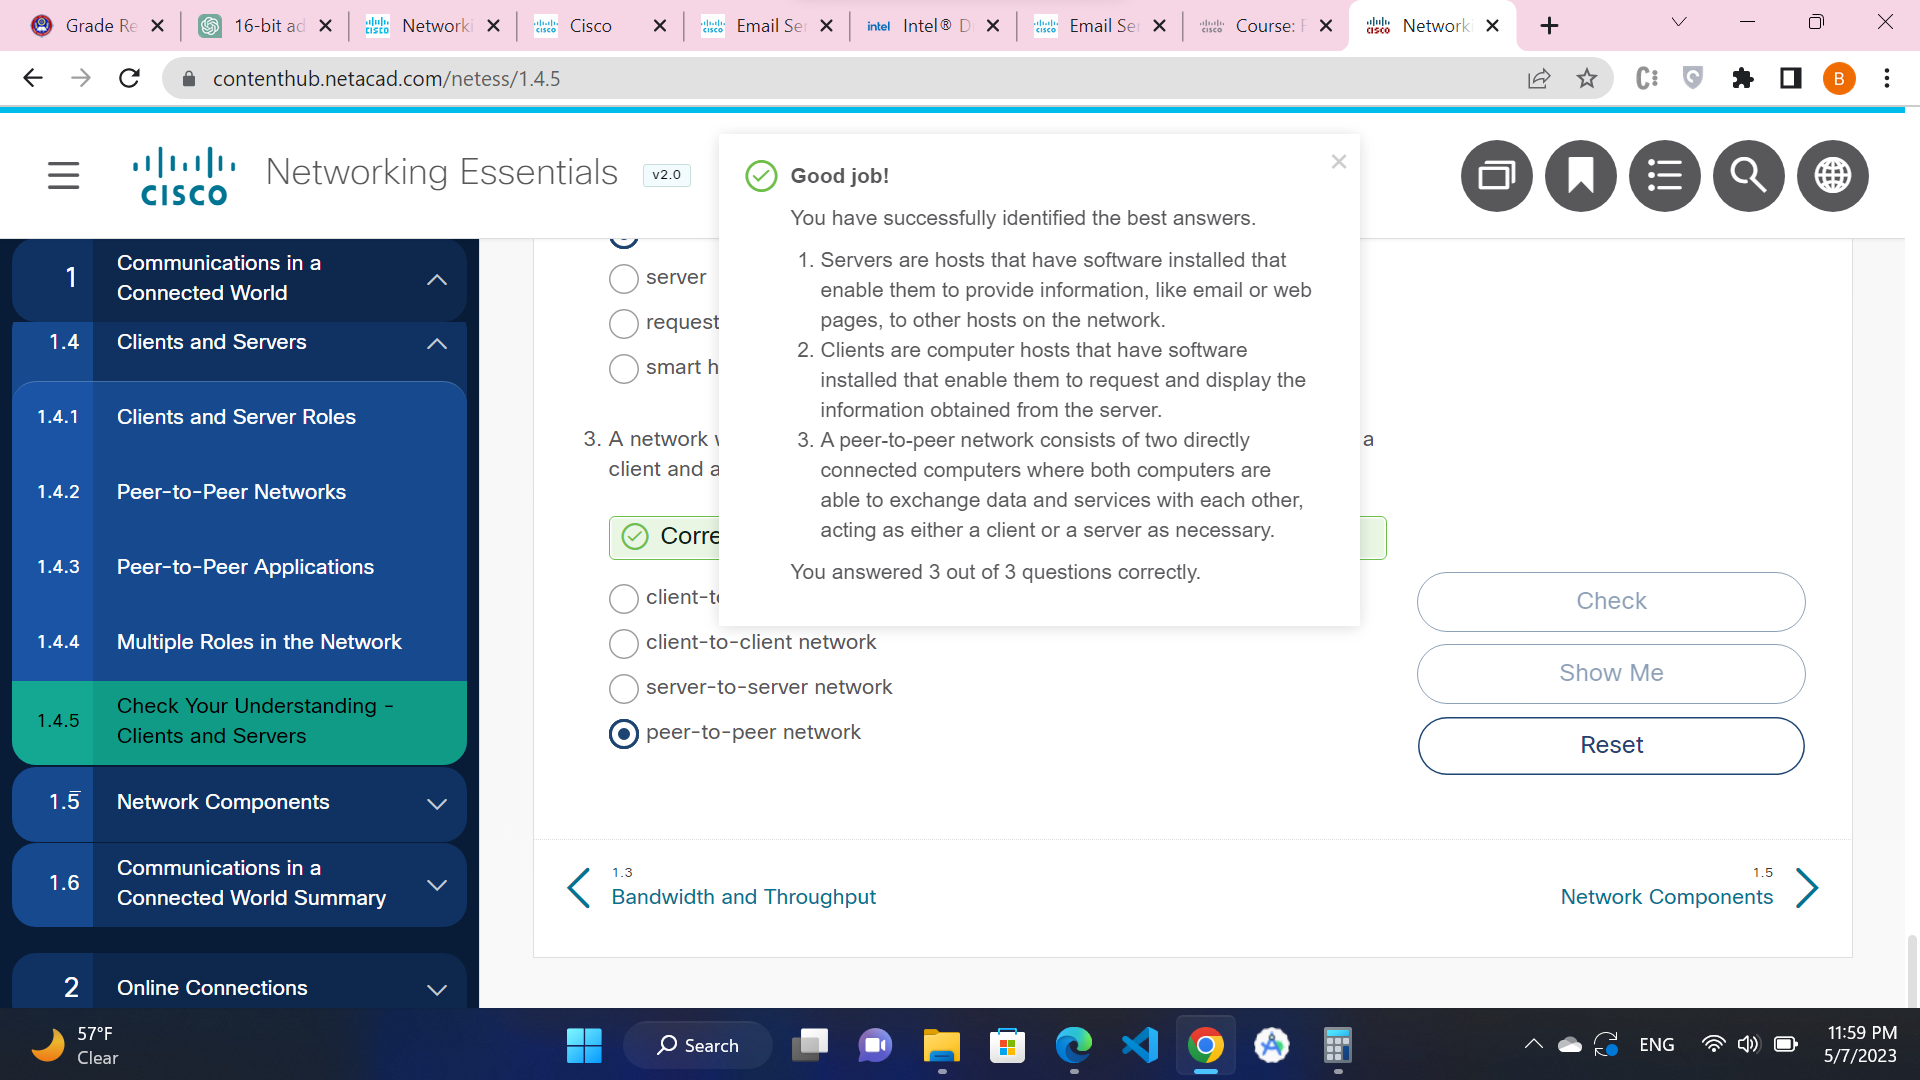 Grade Re
16-bit ad
Networki
Cisco
Email Ser
intel Intel® D
Email Ser
Course: F
Networki
contenthub.netacad.com/netess/1.4.5
B
CISCO
Networking Essentials
v2.0
Good job!
You have successfully identified the best answers.
1. Servers are hosts that have software installed that
enable them to provide information, like email or web
pages, to other hosts on the network.
2. Clients are computer hosts that have software
installed that enable them to request and display the
information obtained from the server.
3. A peer-to-peer network consists of two directly
connected computers where both computers are
able to exchange data and services with each other,
acting as either a client or a server as necessary.
You answered 3 out of 3 questions correctly.
1
Communications in a
Connected World
1.4 Clients and Servers
1.4.1 Clients and Server Roles
1.4.2 Peer-to-Peer Networks
1.4.3 Peer-to-Peer Applications
1.4.4 Multiple Roles in the Network
1.4.5
Check Your Understanding -
Clients and Servers
1.5 Network Components
1.6
Communications in a
Connected World Summary
2 Online Connections
server
request
smart h
3. A network a
client and a
Corre
client-to
client-to-client network
server-to-server network
peer-to-peer network
Check
Show Me
Reset
1.3
Bandwidth and Throughput
1.5
Network Components
57°F
Clear
Search
ENG
11:59 PM
5/7/2023